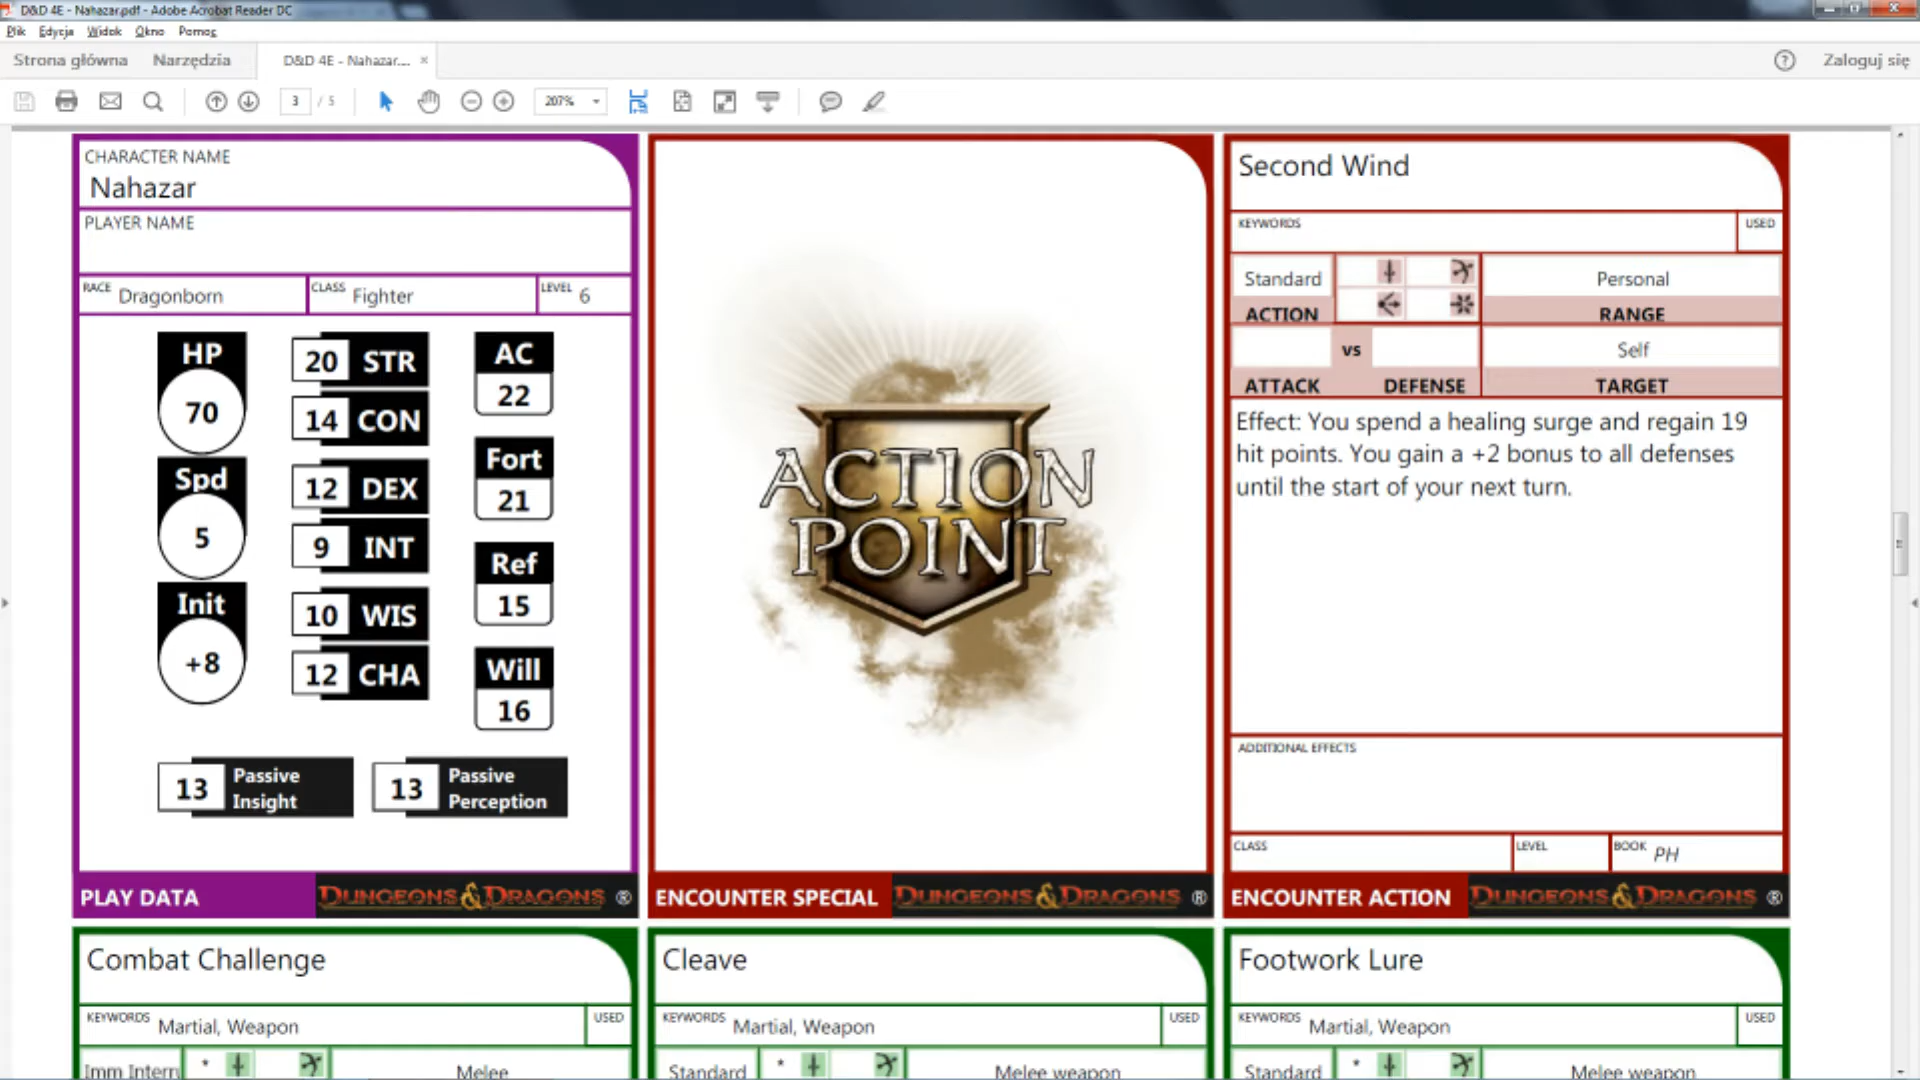 D&D 4E - Nahazar.pdf - Adobe Acrobat Reader DC
Plik Edycja Widok Okno Pomoc
Strona główna Narzędzia D&D 4E - Nahazar.... × Zaloguj się
3 / 5 207%
CHARACTER NAME
Nahazar
PLAYER NAME
RACE Dragonborn CLASS Fighter LEVEL 6
HP
70
Spd
5
Init
+8
20 STR
14 CON
12 DEX
9 INT
10 WIS
12 CHA
AC
22
Fort
21
Ref
15
Will
16
13 Passive
Insight
13 Passive
Perception
PLAY DATA DUNGEONS & DRAGONS ®
ACTION
POINT
ENCOUNTER SPECIAL DUNGEONS & DRAGONS ®
Second Wind
KEYWORDS USED
Standard Personal
ACTION RANGE
vs Self
ATTACK DEFENSE TARGET
Effect: You spend a healing surge and regain 19
hit points. You gain a +2 bonus to all defenses
until the start of your next turn.
ADDITIONAL EFFECTS
CLASS LEVEL BOOK PH
ENCOUNTER ACTION DUNGEONS & DRAGONS ®
Combat Challenge
KEYWORDS Martial, Weapon USED
Imm Interru * Melee
Cleave
KEYWORDS Martial, Weapon USED
Standard * Melee weapon
Footwork Lure
KEYWORDS Martial, Weapon USED
Standard * Melee weapon